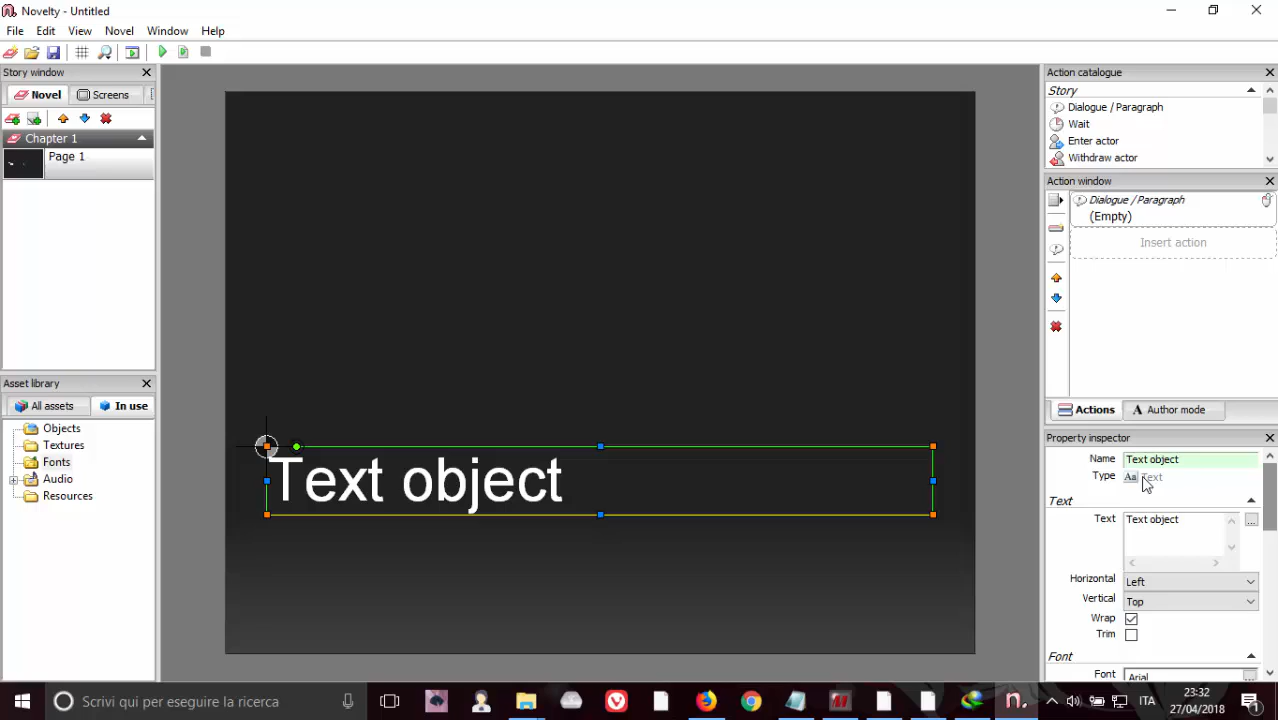 Novelty - Untitled
File Edit View Novel Window Help
Story window
Novel Screens
Chapter 1
Page 1
Asset library
All assets In use
Objects
Textures
Fonts
Audio
Resources
Text object
Action catalogue
Story
Dialogue / Paragraph
Wait
Enter actor
Withdraw actor
Action window
Dialogue / Paragraph
(Empty)
Insert action
Actions Author mode
Property inspector
Name Text object
Type Aa Text
Text
Text Text object
...
Horizontal Left
Vertical Top
Wrap
Trim
Font
Font Arial
Scrivi qui per eseguire la ricerca
ITA
23:32
27/04/2018